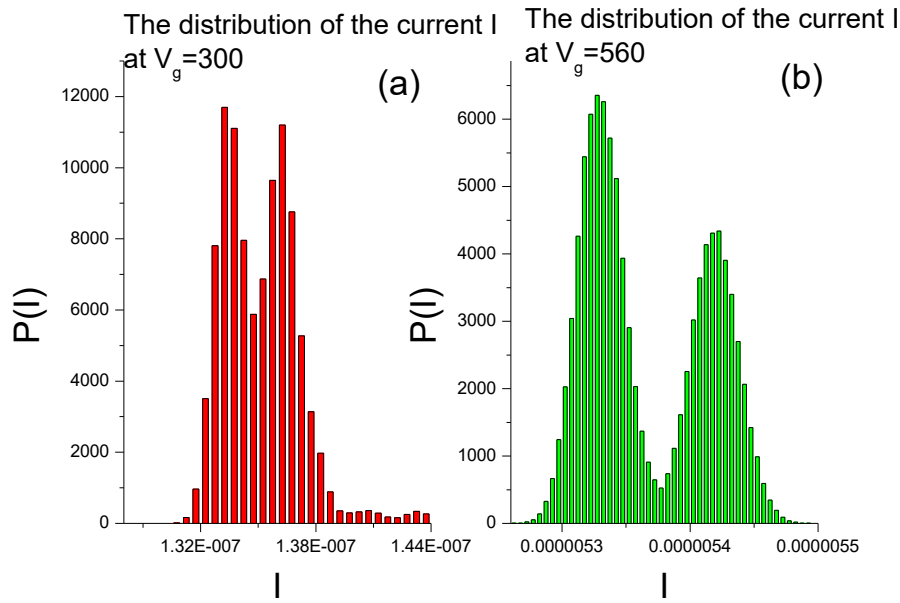 The distribution of the current I
at Vg=300
(a)
12000
10000
8000
6000
4000
2000
0
P(I)
1.32E-007 1.38E-007 1.44E-007
I
The distribution of the current I
at Vg=560
(b)
6000
5000
4000
3000
2000
1000
0
P(I)
0.0000053 0.0000054 0.0000055
I